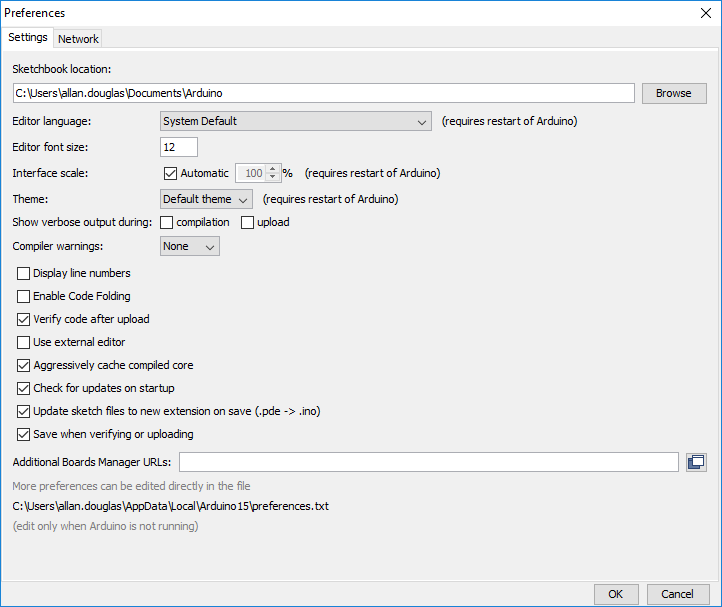 Preferences
Settings Network
Sketchbook location:
C:\Users\allan.douglas\Documents\Arduino Browse
Editor language: System Default (requires restart of Arduino)
Editor font size: 12
Interface scale: Automatic 100 % (requires restart of Arduino)
Theme: Default theme (requires restart of Arduino)
Show verbose output during: compilation upload
Compiler warnings: None
Display line numbers
Enable Code Folding
Verify code after upload
Use external editor
Aggressively cache compiled core
Check for updates on startup
Update sketch files to new extension on save (.pde -> .ino)
Save when verifying or uploading
Additional Boards Manager URLs:
More preferences can be edited directly in the file
C:\Users\allan.douglas\AppData\Local\Arduino15\preferences.txt
(edit only when Arduino is not running)
OK Cancel